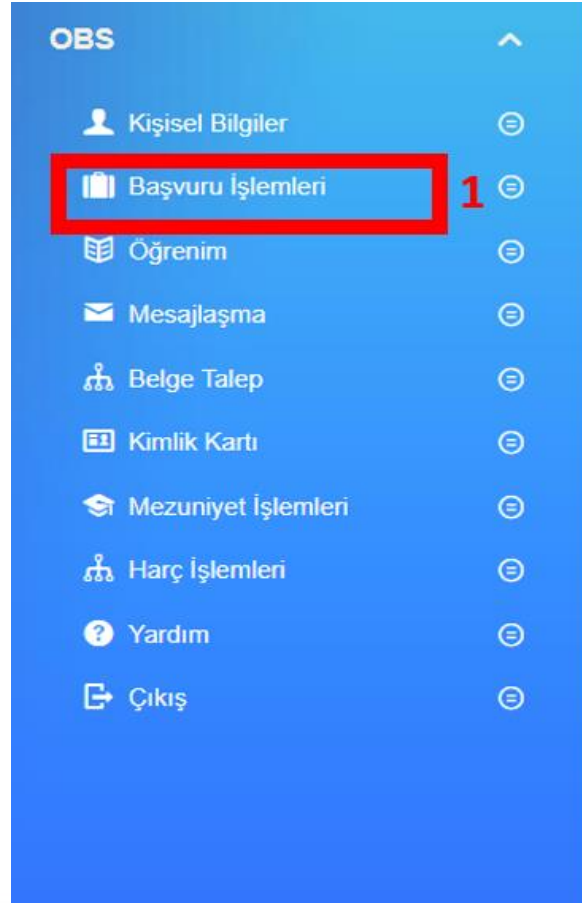 OBS
Kişisel Bilgiler
Başvuru İşlemleri 1
Öğrenim
Mesajlaşma
Belge Talep
Kimlik Kartı
Mezuniyet İşlemleri
Harç İşlemleri
Yardım
Çıkış